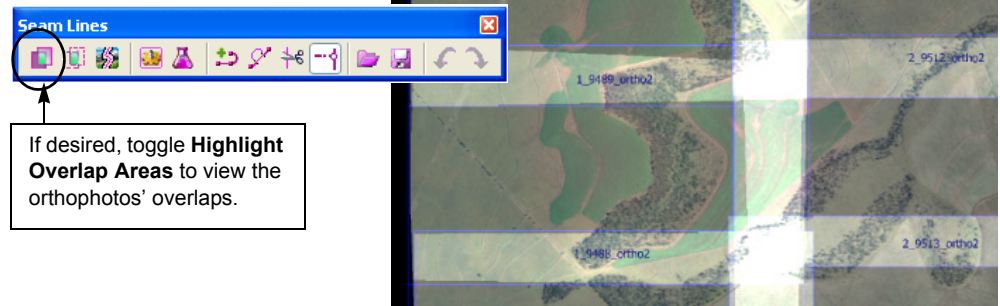 Seam Lines
If desired, toggle Highlight
Overlap Areas to view the
orthophotos' overlaps.
1_9489_ortho2
2_9512_ortho2
1_9488_ortho2
2_9513_ortho2